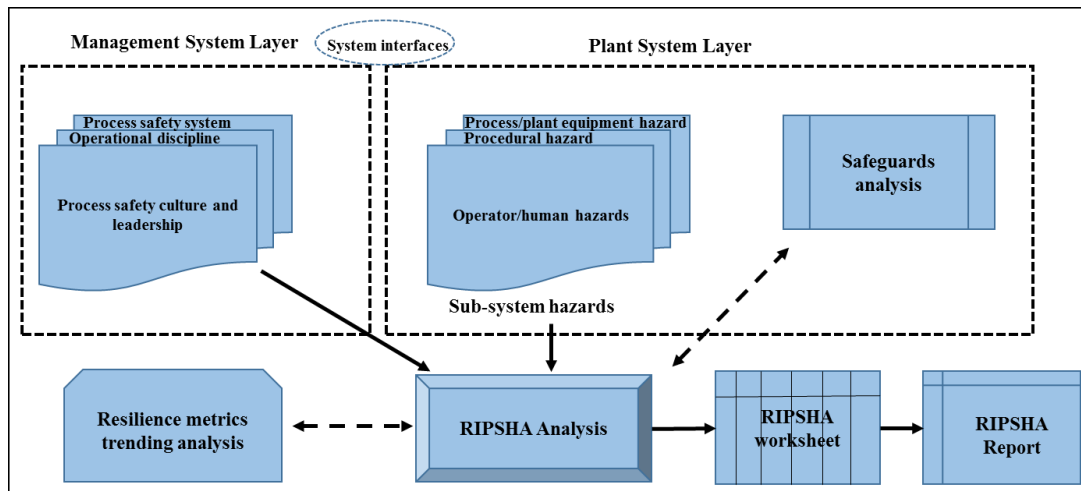 Management System Layer
System interfaces
Plant System Layer
Process safety system
Operational discipline
Process safety culture and
leadership
Process/plant equipment hazard
Procedural hazard
Operator/human hazards
Sub-system hazards
Safeguards
analysis
Resilience metrics
trending analysis
RIPSHA Analysis
RIPSHA
worksheet
RIPSHA
Report